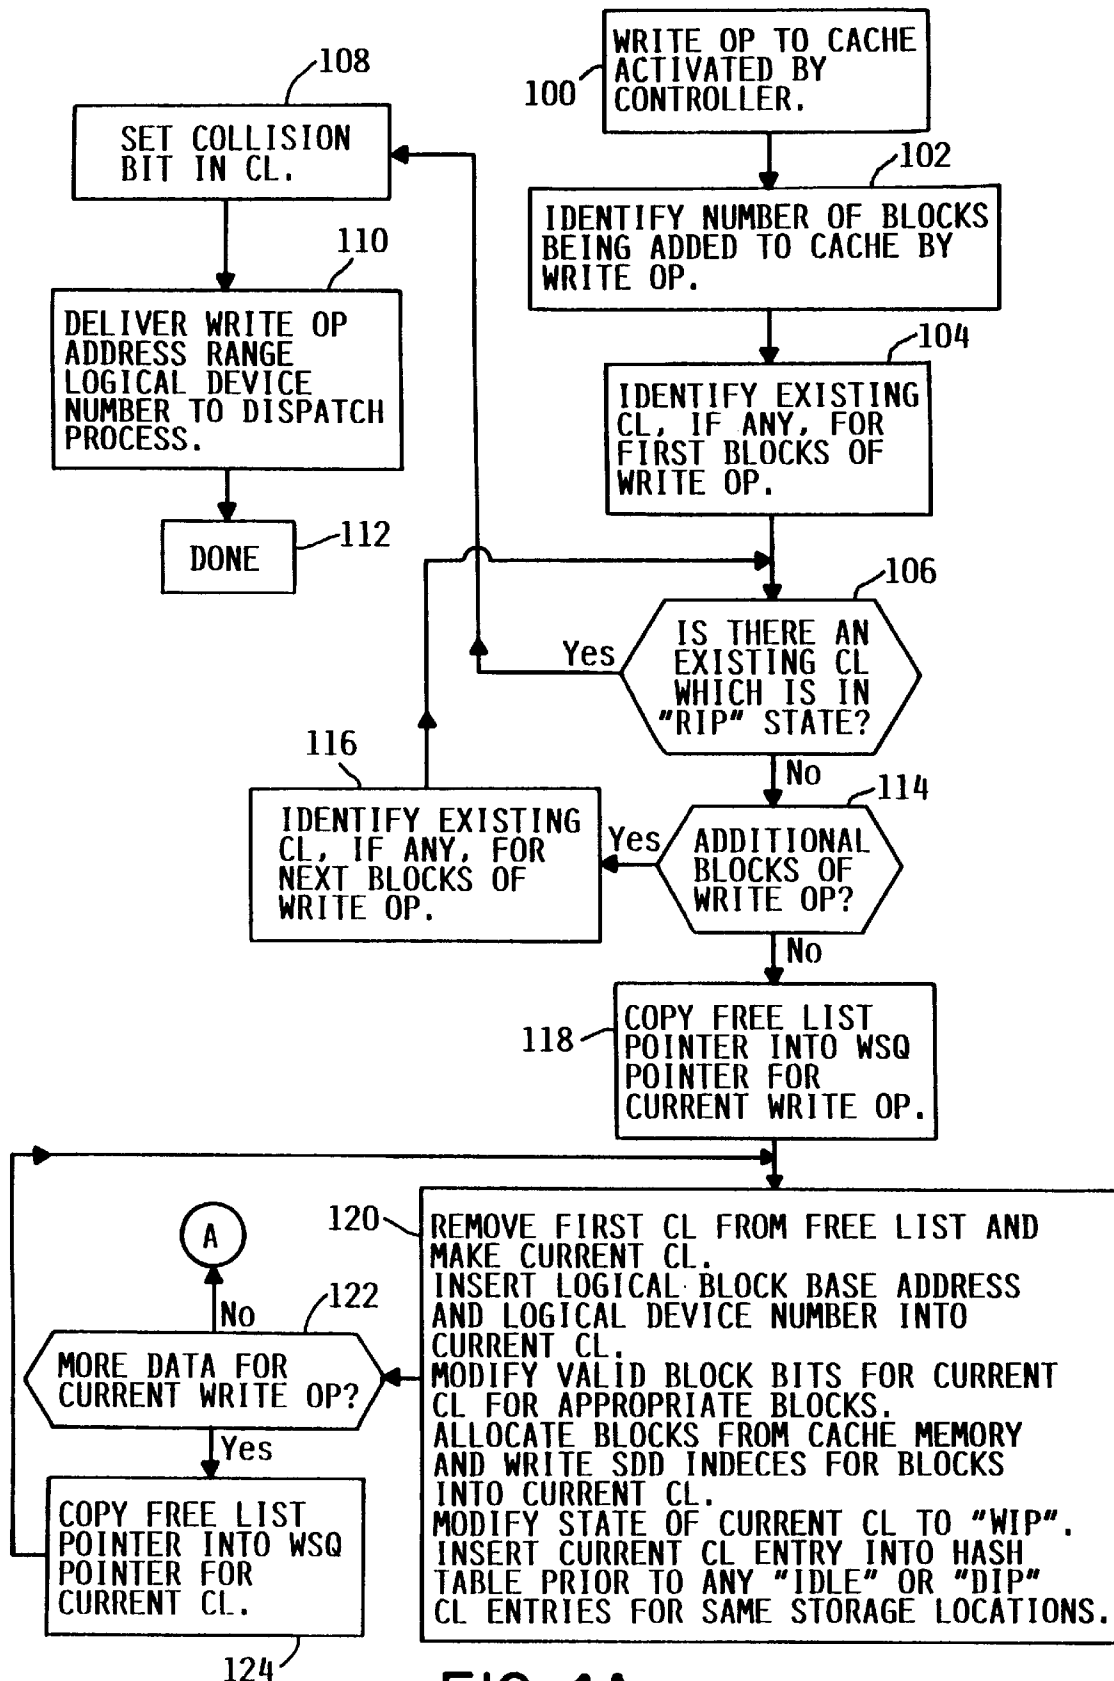 WRITE OP TO CACHE
ACTIVATED BY
CONTROLLER.
100
102
IDENTIFY NUMBER OF BLOCKS
BEING ADDED TO CACHE BY
WRITE OP.
104
IDENTIFY EXISTING
CL, IF ANY, FOR
FIRST BLOCKS OF
WRITE OP.
106
IS THERE AN
EXISTING CL
WHICH IS IN
"RIP" STATE?
Yes
No
108
SET COLLISION
BIT IN CL.
110
DELIVER WRITE OP
ADDRESS RANGE
LOGICAL DEVICE
NUMBER TO DISPATCH
PROCESS.
DONE
112
114
ADDITIONAL
BLOCKS OF
WRITE OP?
Yes
No
116
IDENTIFY EXISTING
CL, IF ANY, FOR
NEXT BLOCKS OF
WRITE OP.
118
COPY FREE LIST
POINTER INTO WSQ
POINTER FOR
CURRENT WRITE OP.
120
REMOVE FIRST CL FROM FREE LIST AND
MAKE CURRENT CL.
INSERT LOGICAL BLOCK BASE ADDRESS
AND LOGICAL DEVICE NUMBER INTO
CURRENT CL.
MODIFY VALID BLOCK BITS FOR CURRENT
CL FOR APPROPRIATE BLOCKS.
ALLOCATE BLOCKS FROM CACHE MEMORY
AND WRITE SDD INDECES FOR BLOCKS
INTO CURRENT CL.
MODIFY STATE OF CURRENT CL TO "WIP".
INSERT CURRENT CL ENTRY INTO HASH
TABLE PRIOR TO ANY "IDLE" OR "DIP"
CL ENTRIES FOR SAME STORAGE LOCATIONS.
A
No
122
MORE DATA FOR
CURRENT WRITE OP?
Yes
COPY FREE LIST
POINTER INTO WSQ
POINTER FOR
CURRENT CL.
124